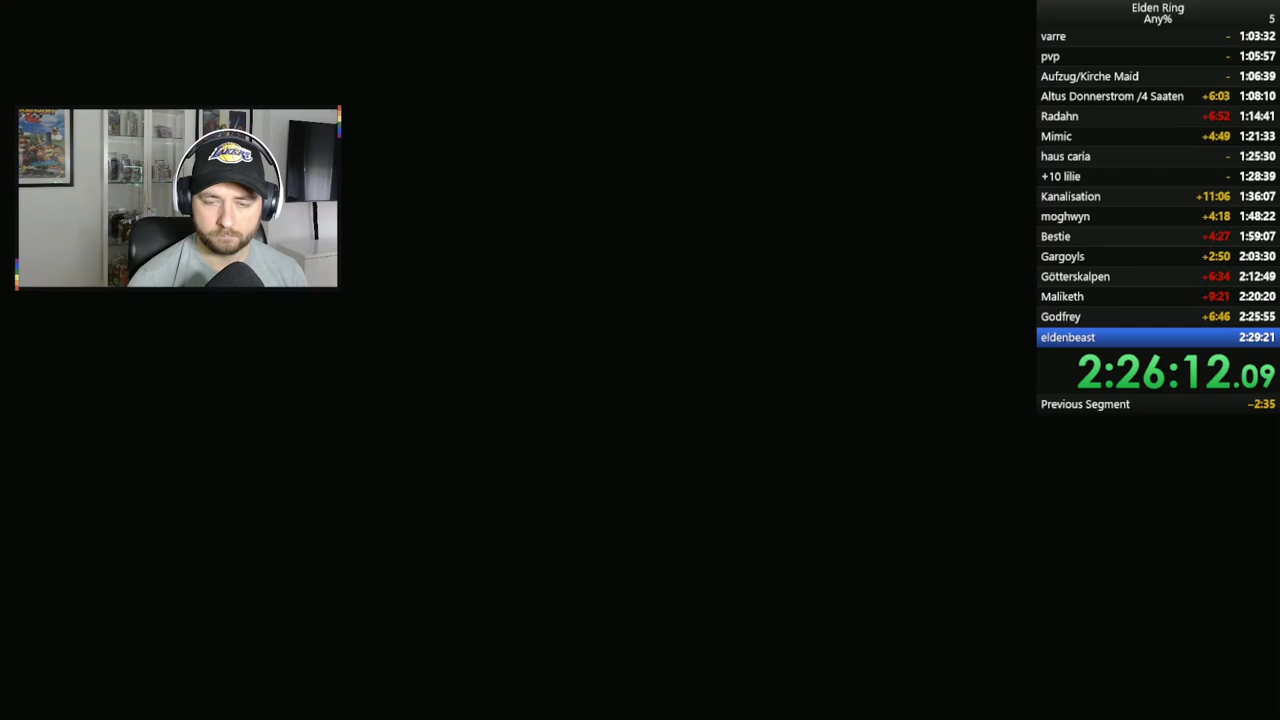 Elden Ring
Any%
5
varre - 1:03:32
pvp - 1:05:57
Aufzug/Kirche Maid - 1:06:39
Altus Donnerstrom /4 Saaten +6:03 1:08:10
Radahn +6:52 1:14:41
Mimic +4:49 1:21:33
haus caria - 1:25:30
+10 lilie - 1:28:39
Kanalisation +11:06 1:36:07
moghwyn +4:18 1:48:22
Bestie +4:27 1:59:07
Gargoyls +2:50 2:03:30
Götterskalpen +6:34 2:12:49
Maliketh +9:21 2:20:20
Godfrey +6:46 2:25:55
eldenbeast 2:29:21
2:26:12.09
Previous Segment −2:35
LAKERS